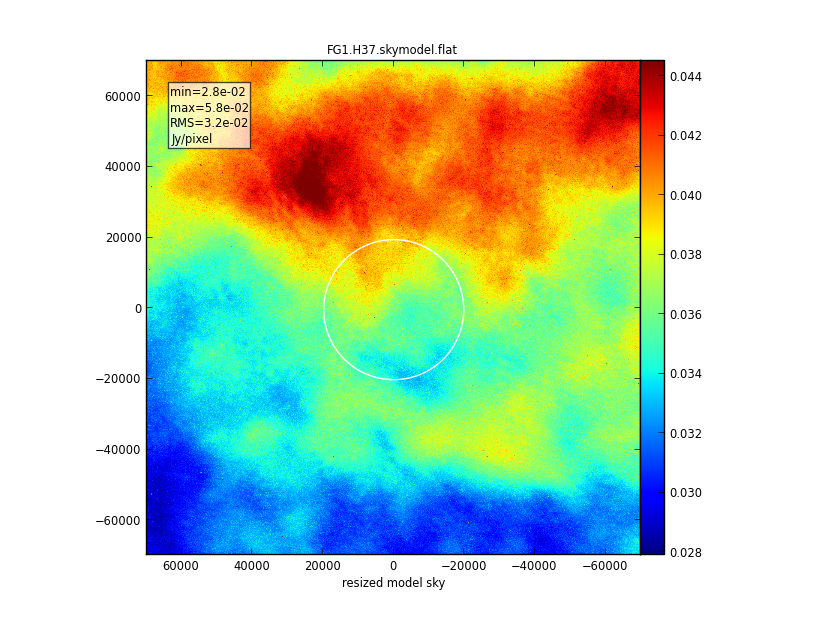 FG1.H37.skymodel.flat
min=2.8e-02
max=5.8e-02
RMS=3.2e-02
Jy/pixel
60000
40000
20000
0
−20000
−40000
−60000
60000 40000 20000 0 −20000 −40000 −60000
resized model sky
0.044
0.042
0.040
0.038
0.036
0.034
0.032
0.030
0.028